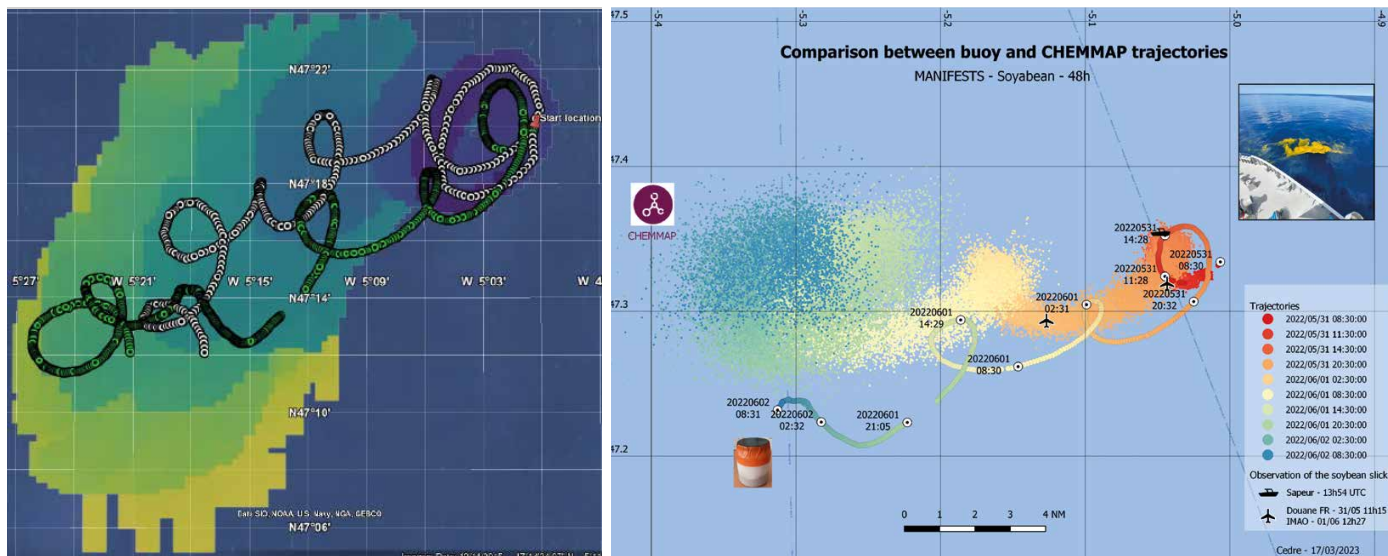 N47°22'
Start location
N47°18'
5°27'
W 5°21'
W 5°15'
W 5°09'
W 5°03'
W 4
N47°14'
N47°10'
Data SIO, NOAA, U.S. Navy, NGA, GEBCO
N47°06'
47.5
-5.4
-5.3
-5.2
-5.1
-5.0
-4.9
Comparison between buoy and CHEMMAP trajectories
MANIFESTS - Soyabean - 48h
47.4
CHEMMAP
20220531
14:28
20220531
08:30
20220531
11:28
20220531
20:32
20220601
02:31
47.3
20220601
14:29
20220601
08:30
20220602
08:31
20220602
02:32
20220601
21:05
47.2
Trajectories
2022/05/31 08:30:00
2022/05/31 11:30:00
2022/05/31 14:30:00
2022/05/31 20:30:00
2022/06/01 02:30:00
2022/06/01 08:30:00
2022/06/01 14:30:00
2022/06/01 20:30:00
2022/06/02 02:30:00
2022/06/02 08:30:00
Observation of the soybean slick
Sapeur - 13h54 UTC
Douane FR - 31/05 11h15
IMAO - 01/06 12h27
0 1 2 3 4 NM
Cedre - 17/03/2023